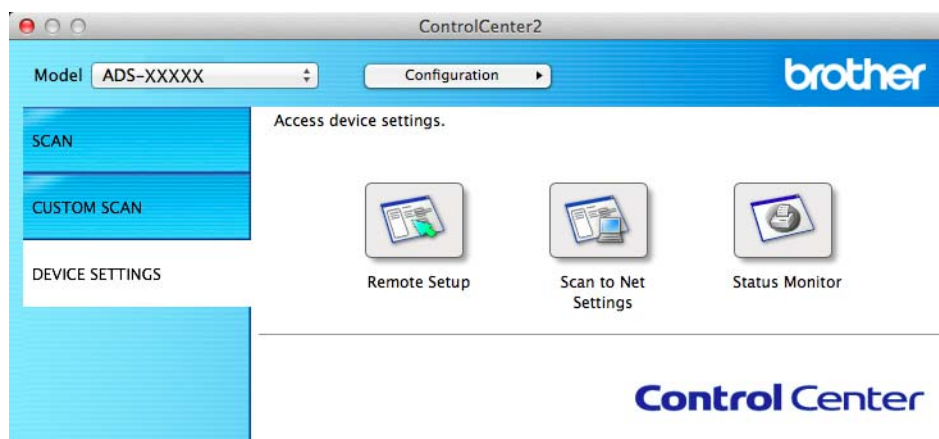 ControlCenter2
Model ADS-XXXXX Configuration
brother
SCAN
CUSTOM SCAN
DEVICE SETTINGS
Access device settings.
Remote Setup
Scan to Net
Settings
Status Monitor
Control Center